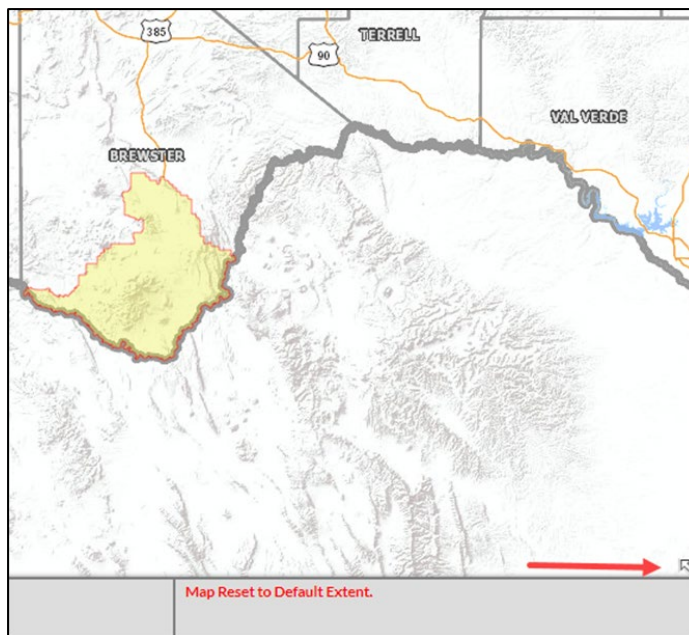 385
TERRELL
90
VAL VERDE
BREWSTER
Map Reset to Default Extent.